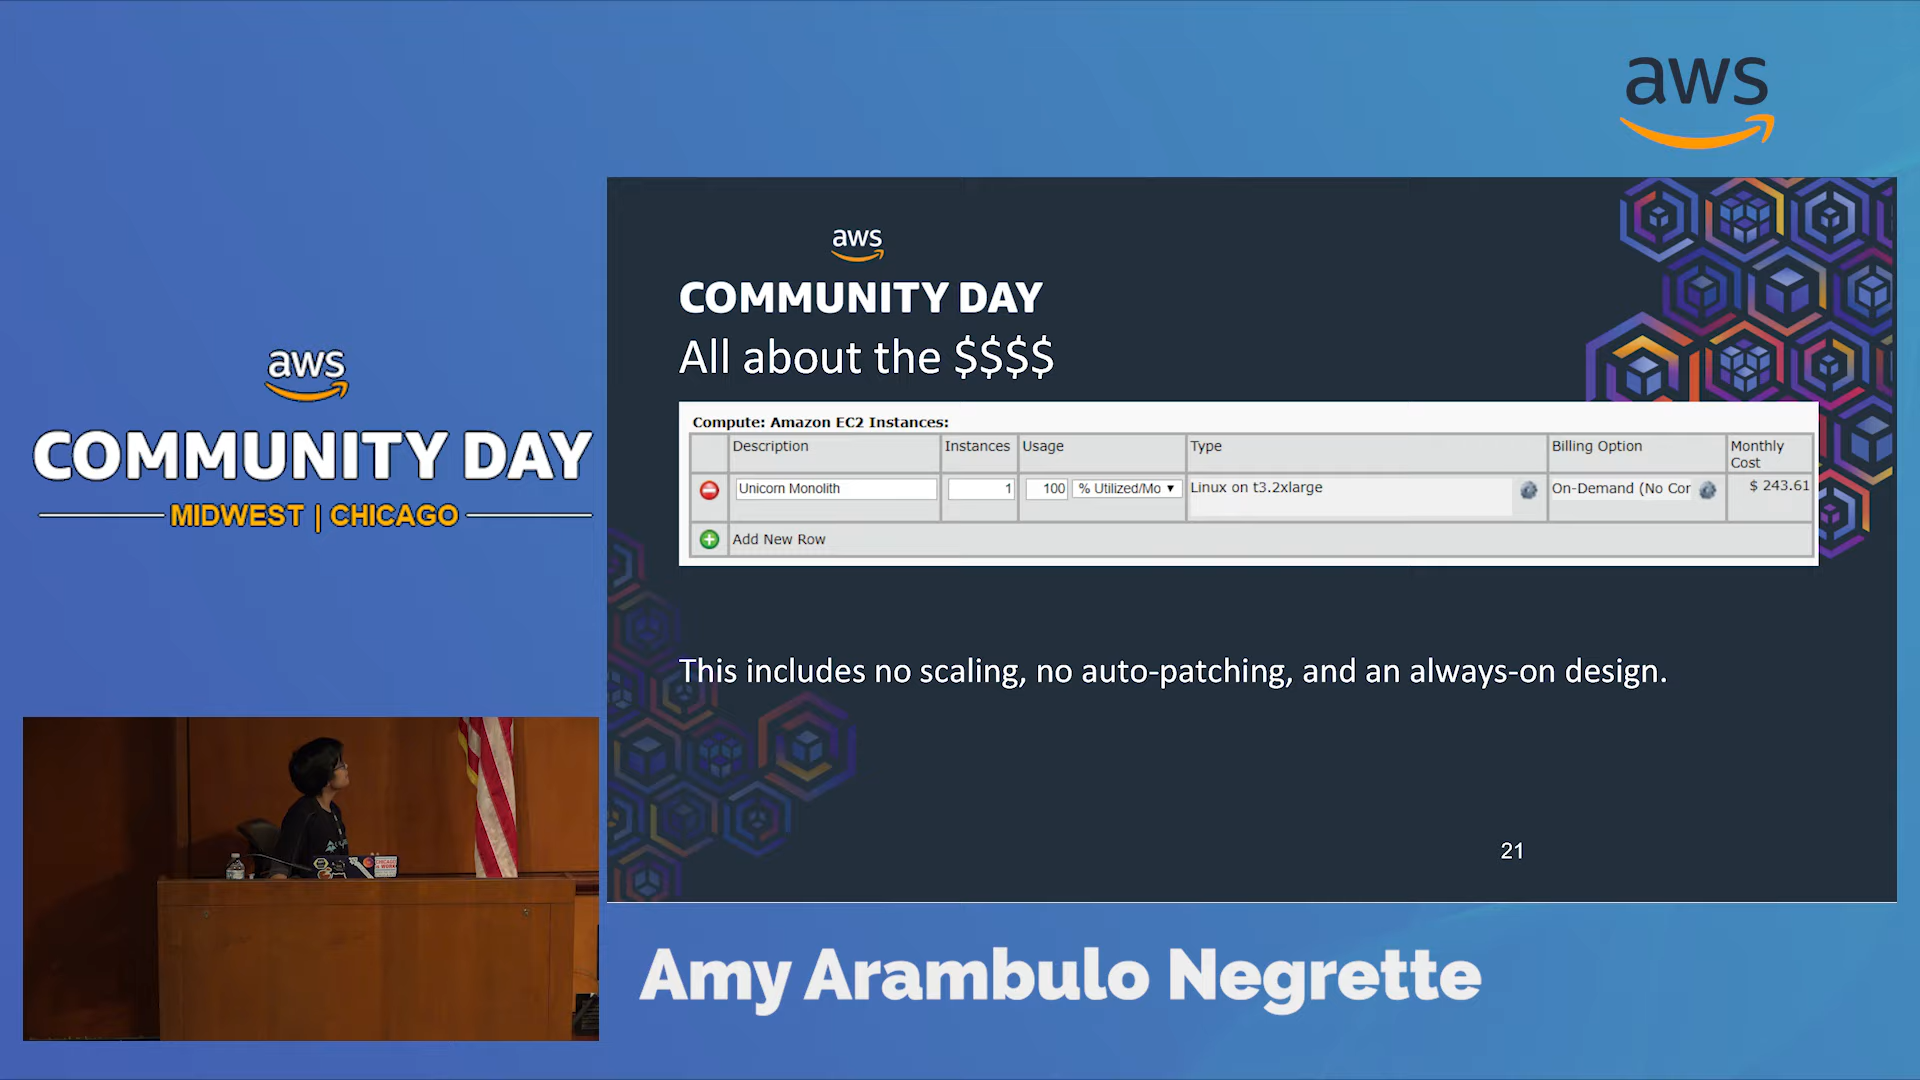 aws
aws
COMMUNITY DAY
MIDWEST | CHICAGO
aws
COMMUNITY DAY
All about the $$$$
Compute: Amazon EC2 Instances:
Description Instances Usage Type Billing Option Monthly Cost
Unicorn Monolith 1 100 % Utilized/Mo Linux on t3.2xlarge On-Demand (No Cor $ 243.61
Add New Row
This includes no scaling, no auto-patching, and an always-on design.
21
Amy Arambulo Negrette